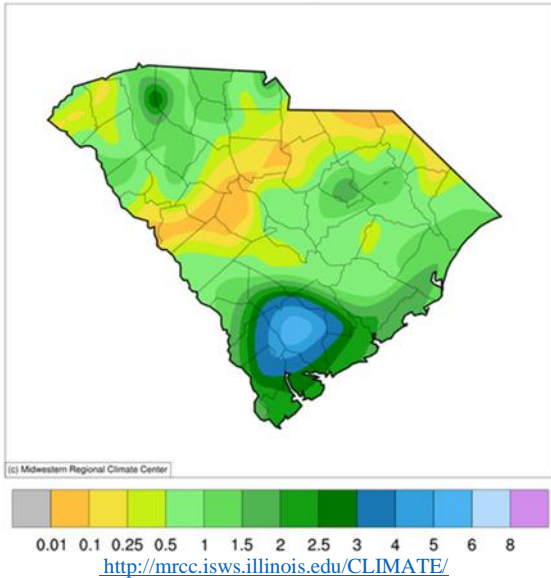 (c) Midwestern Regional Climate Center
0.01 0.1 0.25 0.5 1 1.5 2 2.5 3 4 5 6 8
http://mrcc.isws.illinois.edu/CLIMATE/